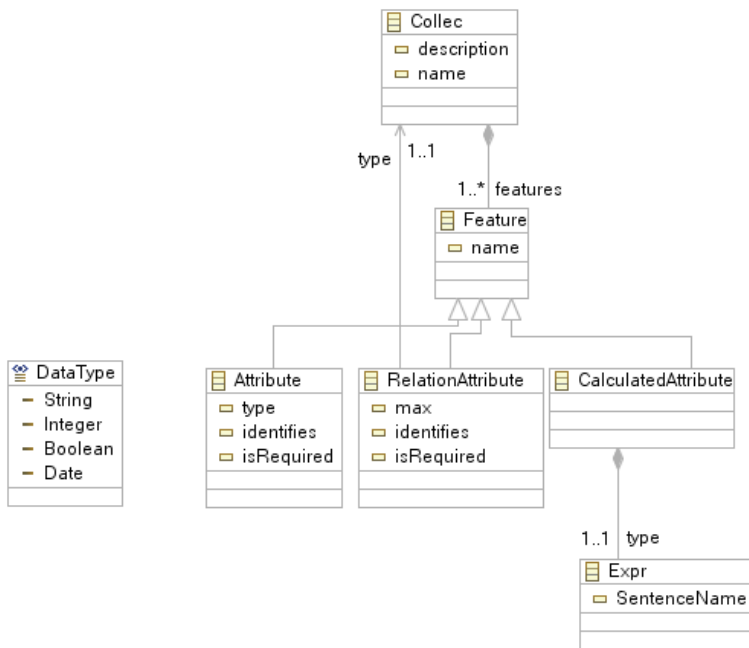 Collec
description
name
type
1..1
1..* features
Feature
name
DataType
String
Integer
Boolean
Date
Attribute
type
identifies
isRequired
RelationAttribute
max
identifies
isRequired
CalculatedAttribute
1..1 type
Expr
SentenceName